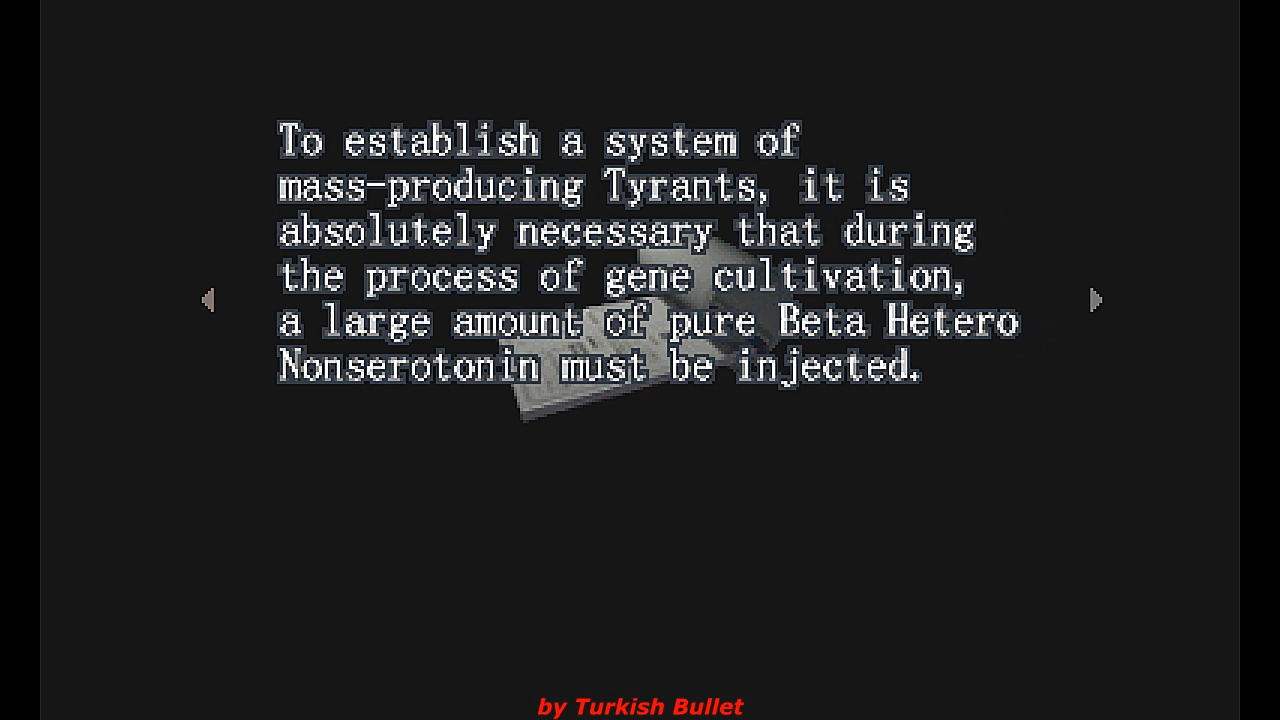 To establish a system of
mass-producing Tyrants, it is
absolutely necessary that during
the process of gene cultivation,
a large amount of pure Beta Hetero
Nonserotonin must be injected.
by Turkish Bullet